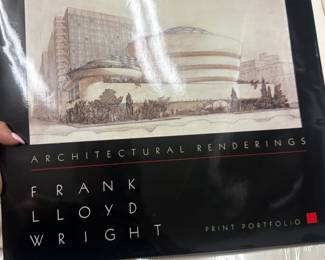 ARCHITECTURAL RENDERINGS
FRANK
LLOYD
WRIGHT
PRINT PORTFOLIO